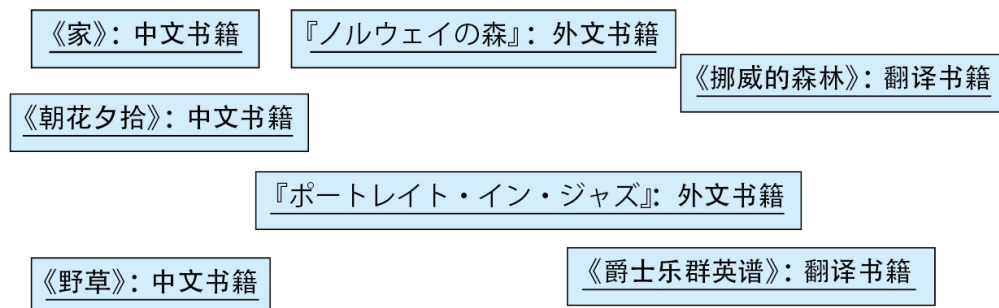 《家》：中文书籍
『ノルウェイの森』：外文书籍
《挪威的森林》：翻译书籍
《朝花夕拾》：中文书籍
『ポートレイト・イン・ジャズ』：外文书籍
《野草》：中文书籍
《爵士乐群英谱》：翻译书籍